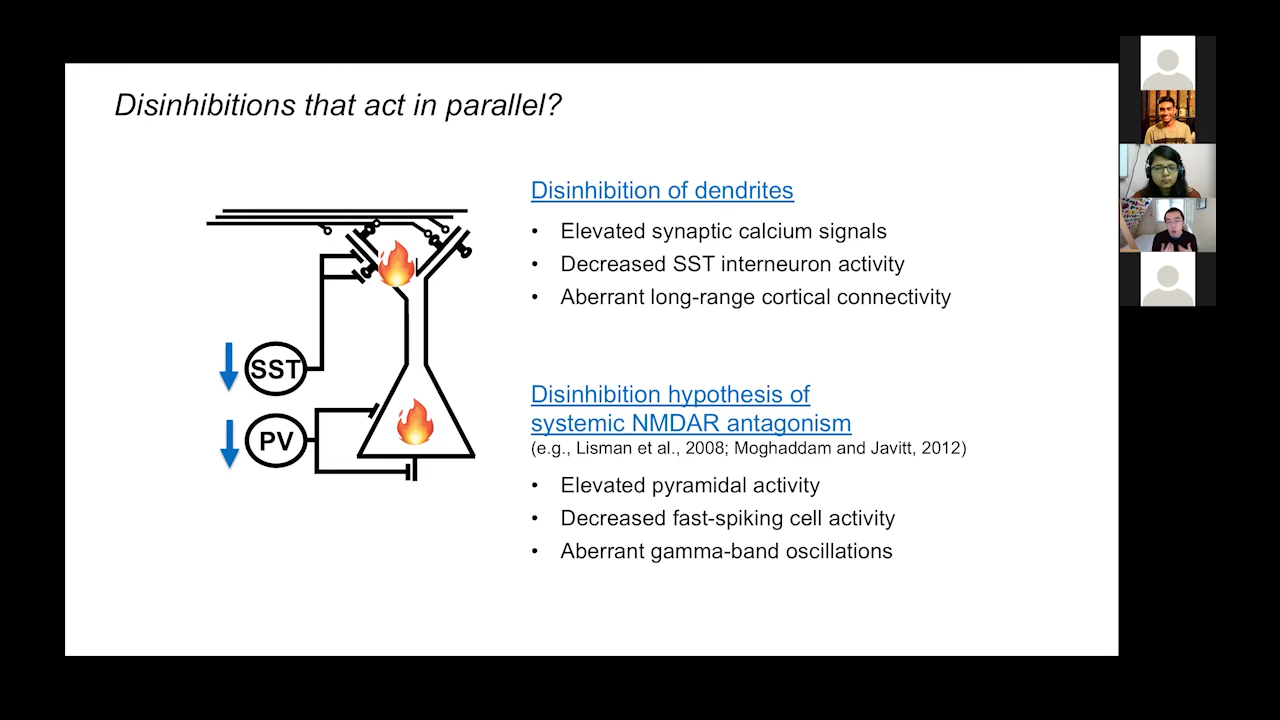 Disinhibitions that act in parallel?
Disinhibition of dendrites
• Elevated synaptic calcium signals
• Decreased SST interneuron activity
• Aberrant long-range cortical connectivity
SST
PV
Disinhibition hypothesis of
systemic NMDAR antagonism
(e.g., Lisman et al., 2008; Moghaddam and Javitt, 2012)
• Elevated pyramidal activity
• Decreased fast-spiking cell activity
• Aberrant gamma-band oscillations